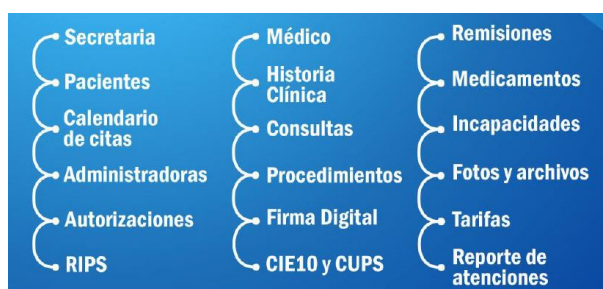 Secretaria
Pacientes
Calendario
de citas
Administradoras
Autorizaciones
RIPS
Médico
Historia
Clínica
Consultas
Procedimientos
Firma Digital
CIE10 y CUPS
Remisiones
Medicamentos
Incapacidades
Fotos y archivos
Tarifas
Reporte de
atenciones